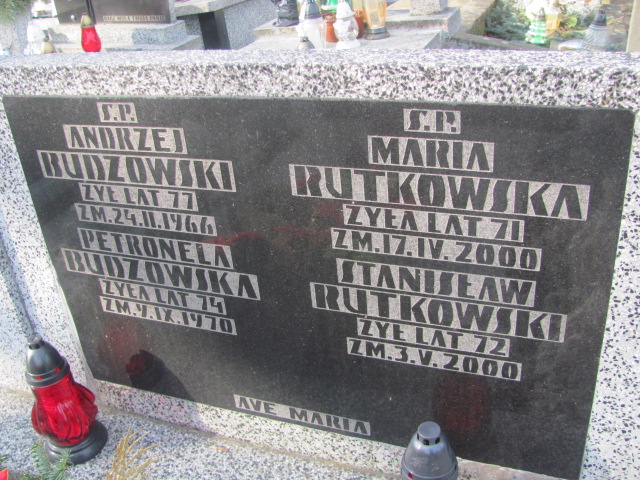 Ś.P.
ANDRZEJ
BUDZOWSKI
ŻYŁ LAT 77
ZM.24.II.1966
PETRONELA
BUDZOWSKA
ŻYŁA LAT 74
ZM.9.IX.1970
Ś.P.
MARIA
RUTKOWSKA
ŻYŁA LAT 71
ZM.17.IV.2000
STANISŁAW
RUTKOWSKI
ŻYŁ LAT 72
ZM.3.V.2000
AVE MARIA